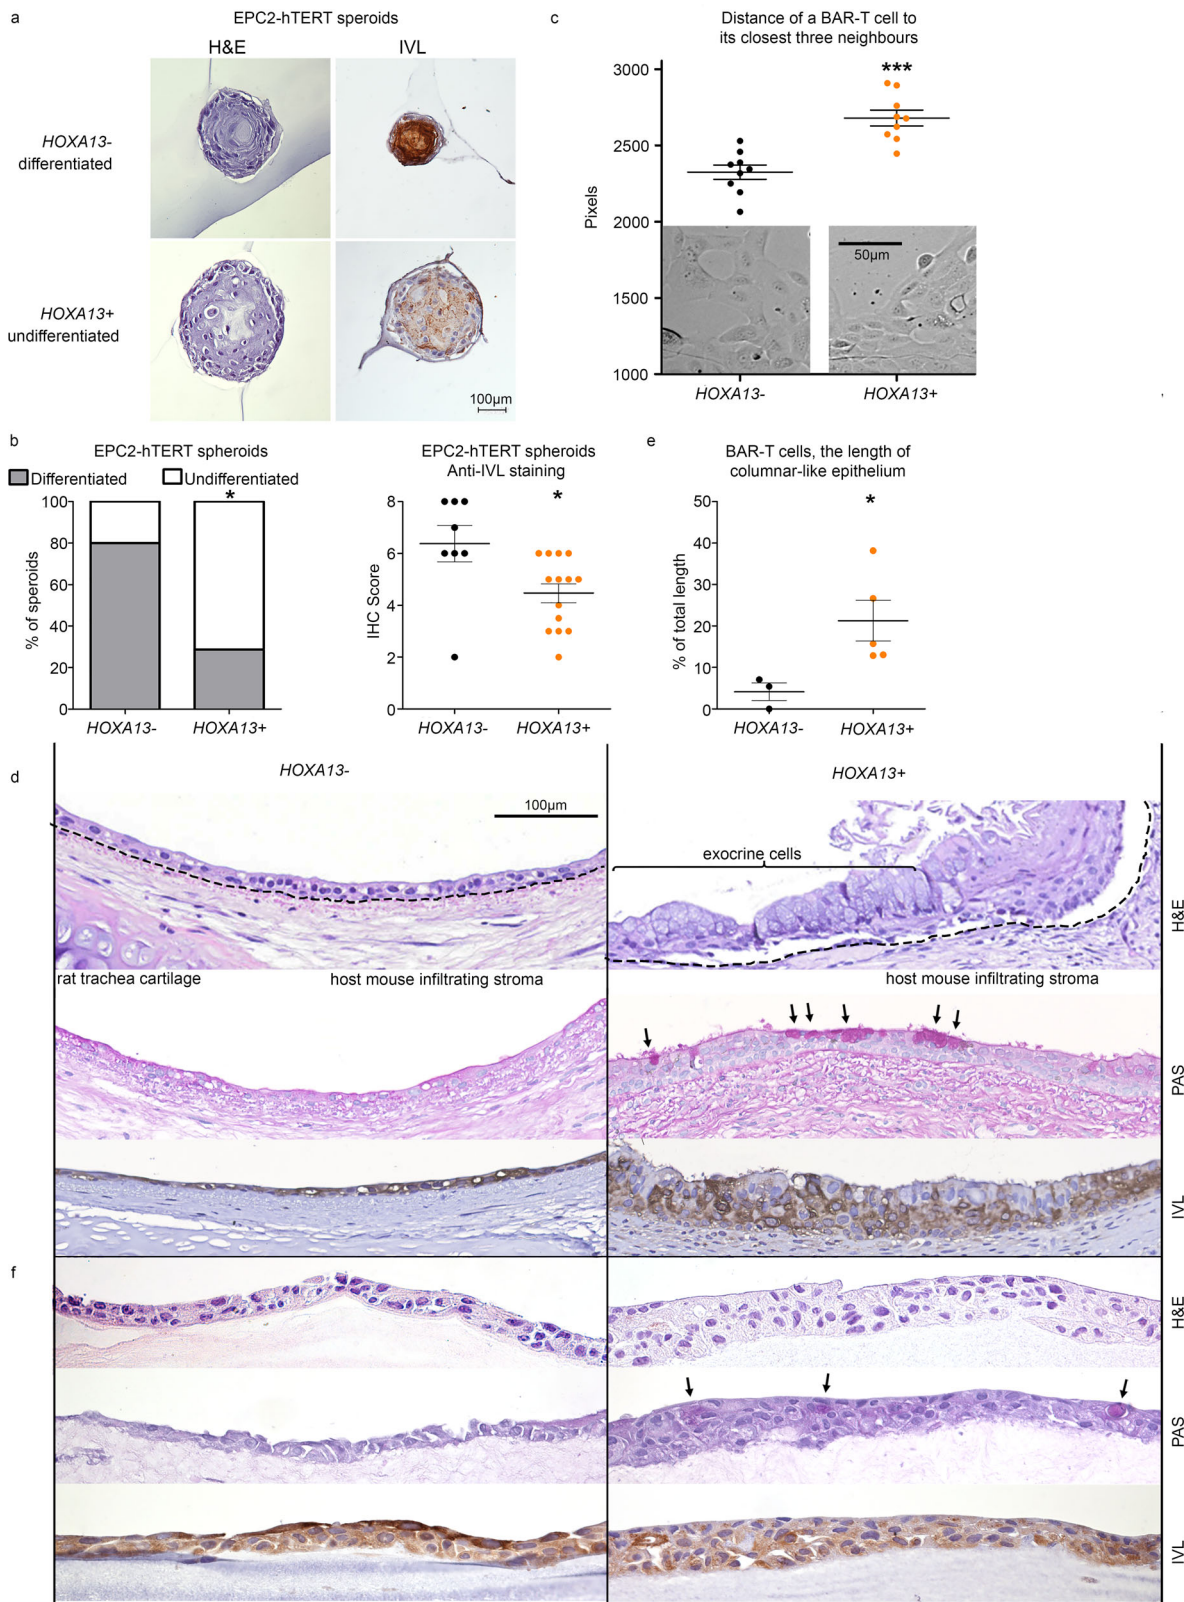 a
EPC2-hTERT speroids
H&E
IVL
HOXA13-
differentiated
HOXA13+
undifferentiated
100µm
c
Distance of a BAR-T cell to
its closest three neighbours
***
3000
2500
2000
1500
1000
Pixels
50µm
HOXA13-
HOXA13+
b
EPC2-hTERT spheroids
Differentiated
Undifferentiated
*
100
80
60
40
20
0
% of speroids
HOXA13-
HOXA13+
EPC2-hTERT spheroids
Anti-IVL staining
*
8
6
4
2
0
IHC Score
HOXA13-
HOXA13+
e
BAR-T cells, the length of
columnar-like epithelium
*
50
40
30
20
10
0
% of total length
HOXA13-
HOXA13+
d
HOXA13-
HOXA13+
100µm
exocrine cells
H&E
rat trachea cartilage
host mouse infiltrating stroma
host mouse infiltrating stroma
PAS
IVL
f
H&E
PAS
IVL